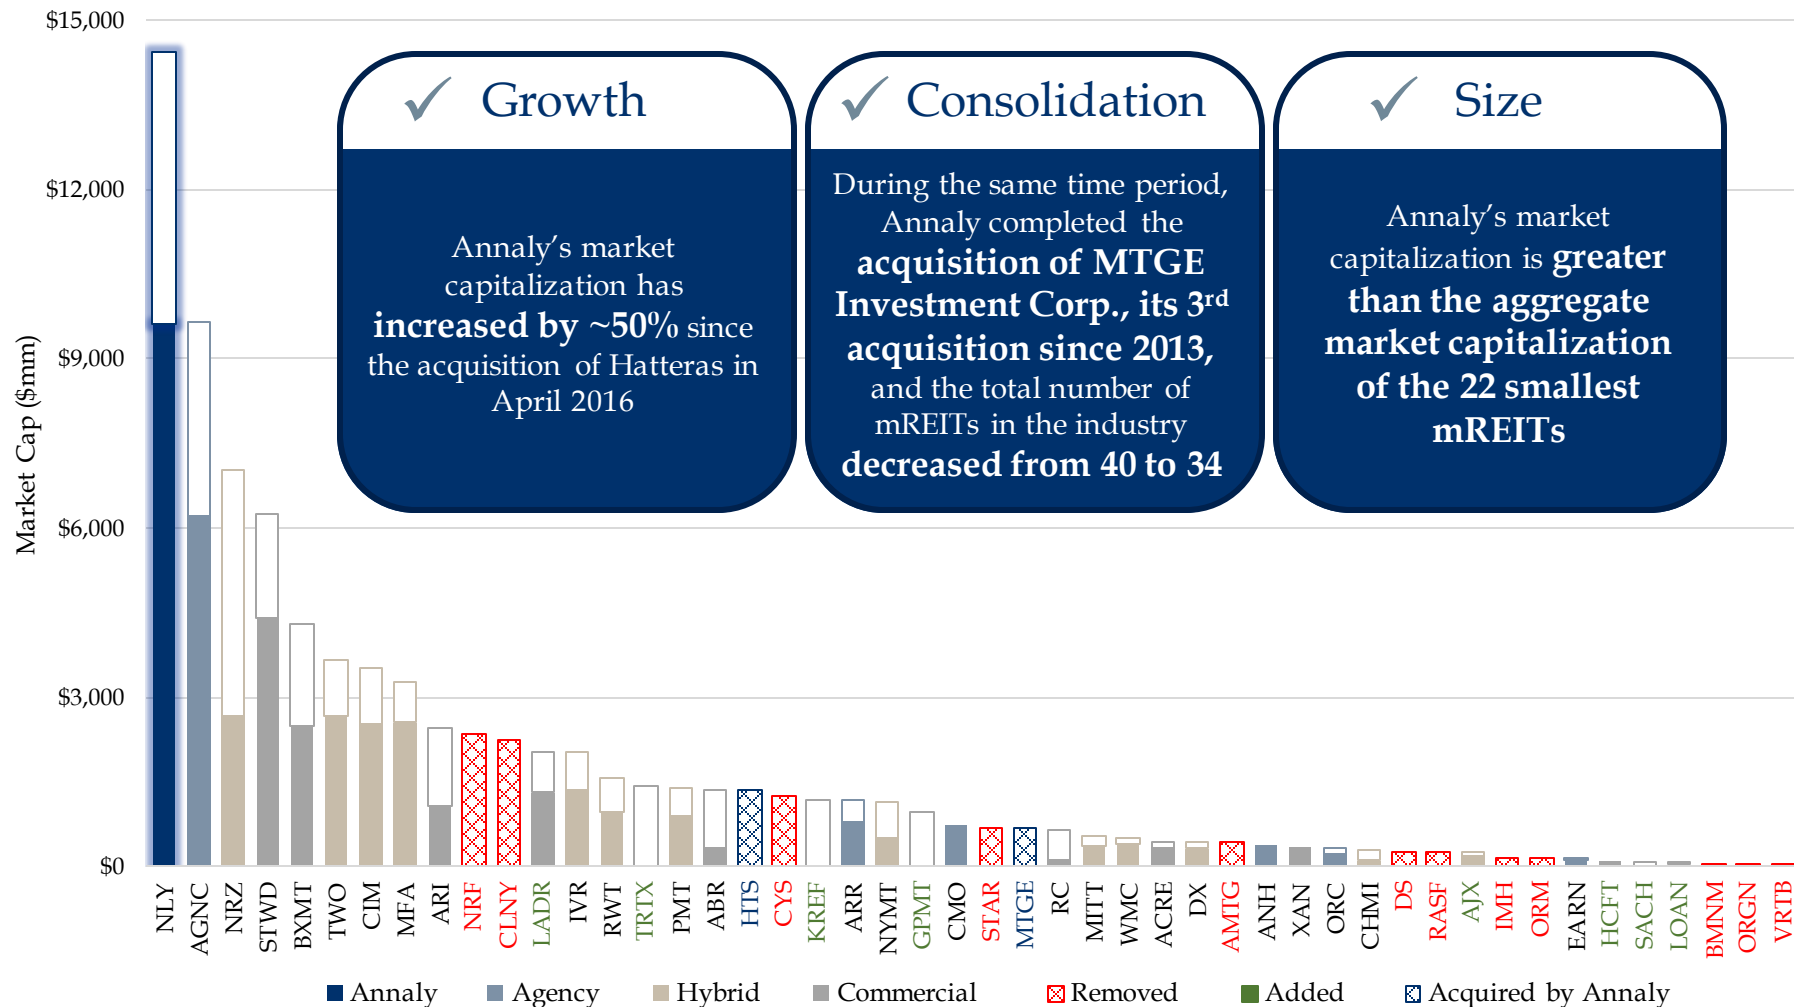 $15,000
$12,000
$9,000
$6,000
$3,000
$0
Market Cap ($mm)
Growth
Annaly’s market
capitalization has
increased by ~50% since
the acquisition of Hatteras in
April 2016
Consolidation
During the same time period,
Annaly completed the
acquisition of MTGE
Investment Corp., its 3rd
acquisition since 2013,
and the total number of
mREITs in the industry
decreased from 40 to 34
Size
Annaly’s market
capitalization is greater
than the aggregate
market capitalization
of the 22 smallest
mREITs
NLY
AGNC
NRZ
STWD
BXMT
TWO
CIM
MFA
ARI
NRF
CLNY
LADR
IVR
RWT
TRTX
PMT
ABR
HTS
CYS
KREF
ARR
NYMT
GPMT
CMO
STAR
MTGE
RC
MITT
WMC
ACRE
DX
AMTG
ANH
XAN
ORC
CHMI
DS
RASF
AJX
IMH
ORM
EARN
HCFT
SACH
LOAN
BMNM
ORGN
VRTB
Annaly
Agency
Hybrid
Commercial
Removed
Added
Acquired by Annaly